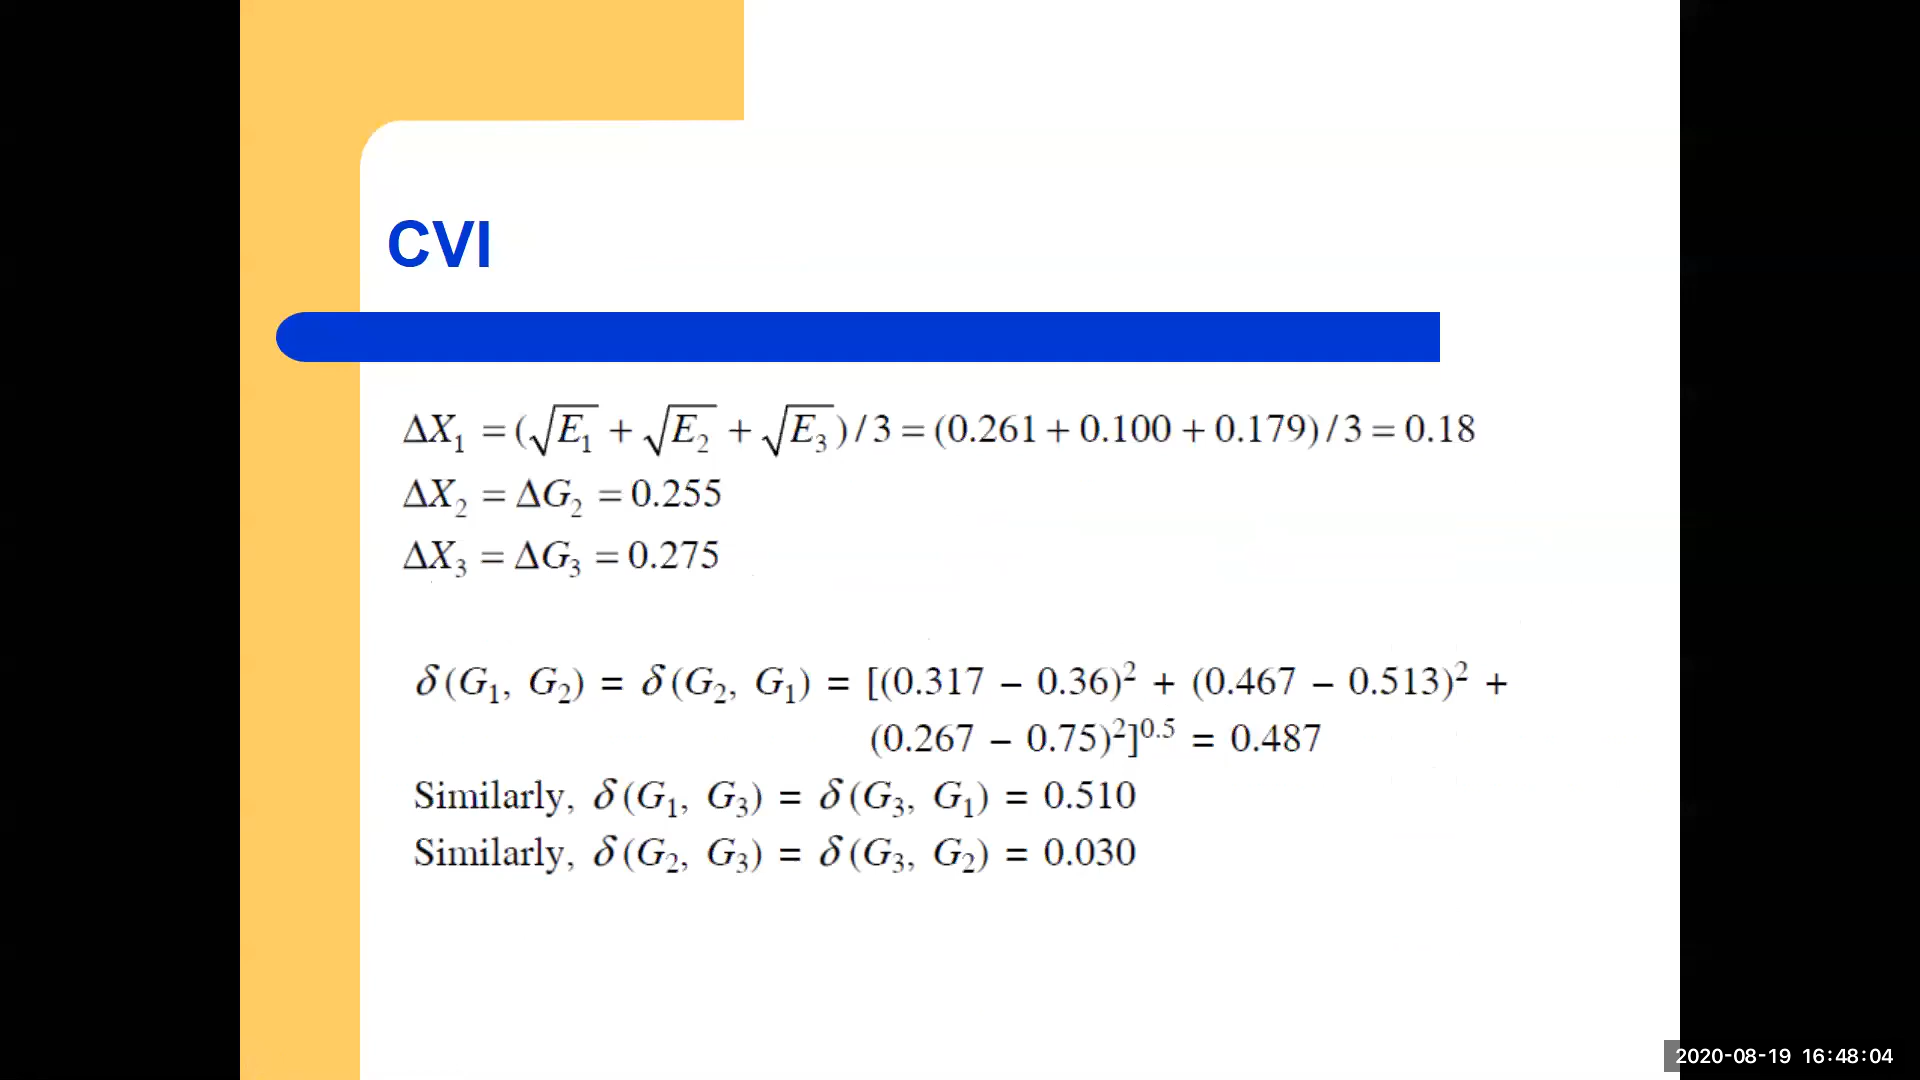 CVI
ΔX₁ = (√E₁ + √E₂ + √E₃)/3 = (0.261 + 0.100 + 0.179)/3 = 0.18
ΔX₂ = ΔG₂ = 0.255
ΔX₃ = ΔG₃ = 0.275
δ(G₁, G₂) = δ(G₂, G₁) = [(0.317 − 0.36)² + (0.467 − 0.513)² +
(0.267 − 0.75)²]⁰·⁵ = 0.487
Similarly, δ(G₁, G₃) = δ(G₃, G₁) = 0.510
Similarly, δ(G₂, G₃) = δ(G₃, G₂) = 0.030
2020-08-19 16:48:04